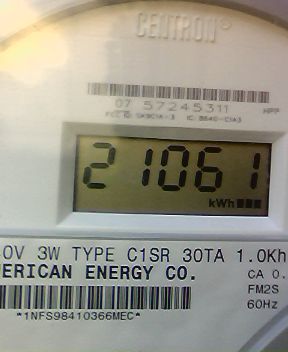 CENTRON®
07 57245311
21061
kWh
0V 3W TYPE C1SR 30TA 1.0Kh
ERICAN ENERGY CO.
CA 0.
FM2S
60Hz
*1NFS98410366MEC*